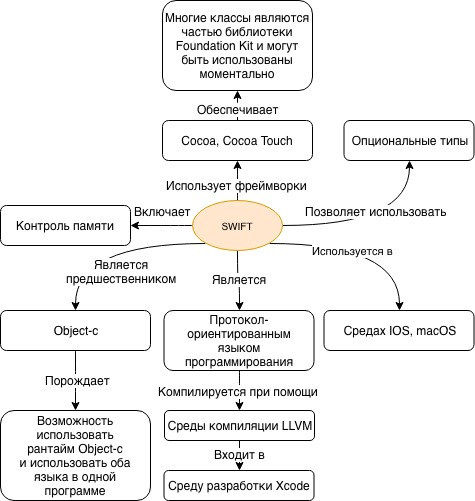 Многие классы являются
частью библиотеки
Foundation Kit и могут
быть использованы
моментально
Обеспечивает
Cocoa, Cocoa Touch
Опциональные типы
Использует фреймворки
Контроль памяти
Включает
SWIFT
Позволяет использовать
Является
предшественником
Является
Используется в
Object-c
Протокол-
ориентированным
языком
программирования
Средах IOS, macOS
Порождает
Компилируется при помощи
Возможность
использовать
рантайм Object-c
и использовать оба
языка в одной
программе
Среды компиляции LLVM
Входит в
Среду разработки Xcode